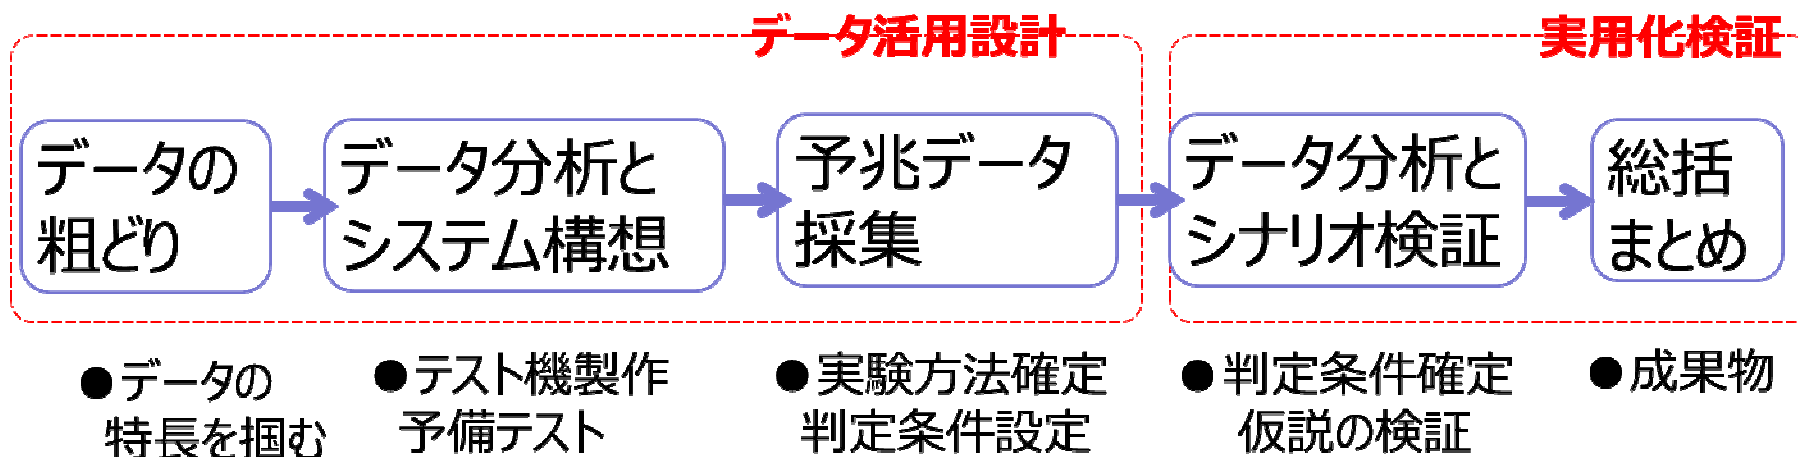 データ活用設計
実用化検証
データの
粗どり
データ分析と
システム構想
予兆データ
採集
データ分析と
シナリオ検証
総括
まとめ
●データの
特長を掴む
●テスト機製作
予備テスト
●実験方法確定
判定条件設定
●判定条件確定
仮説の検証
●成果物